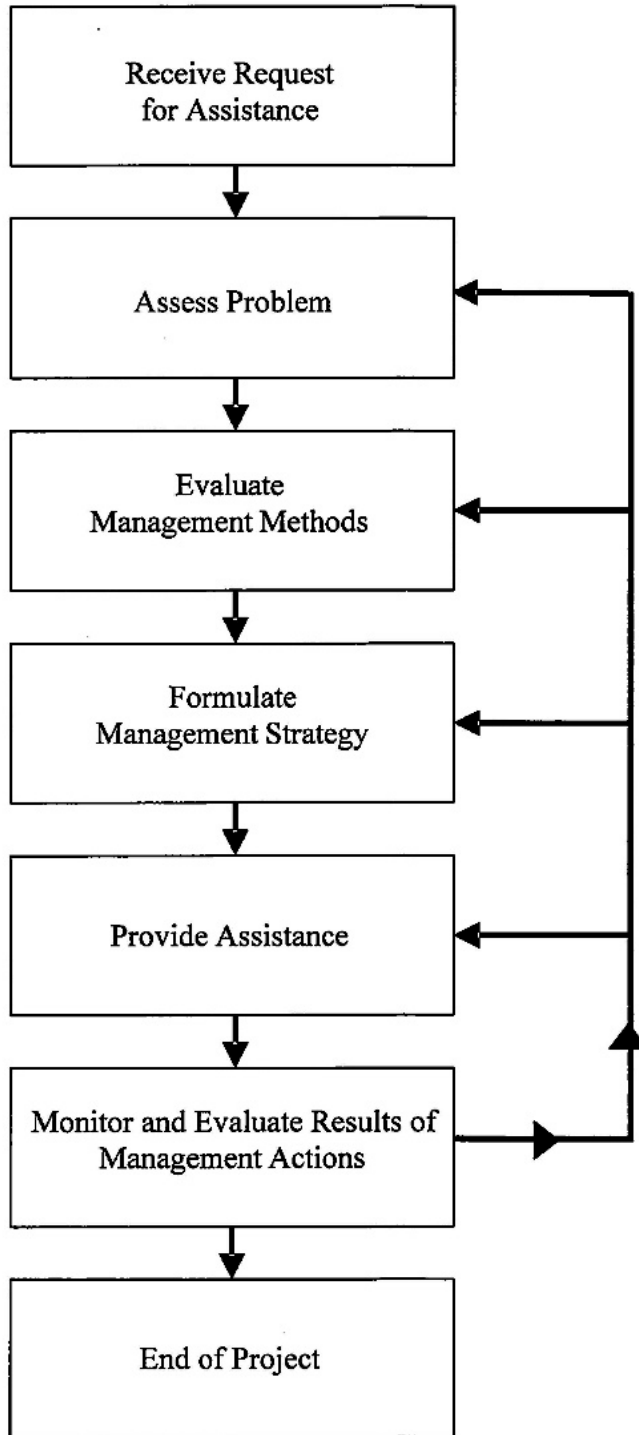 Receive Request
for Assistance
Assess Problem
Evaluate
Management Methods
Formulate
Management Strategy
Provide Assistance
Monitor and Evaluate Results of
Management Actions
End of Project